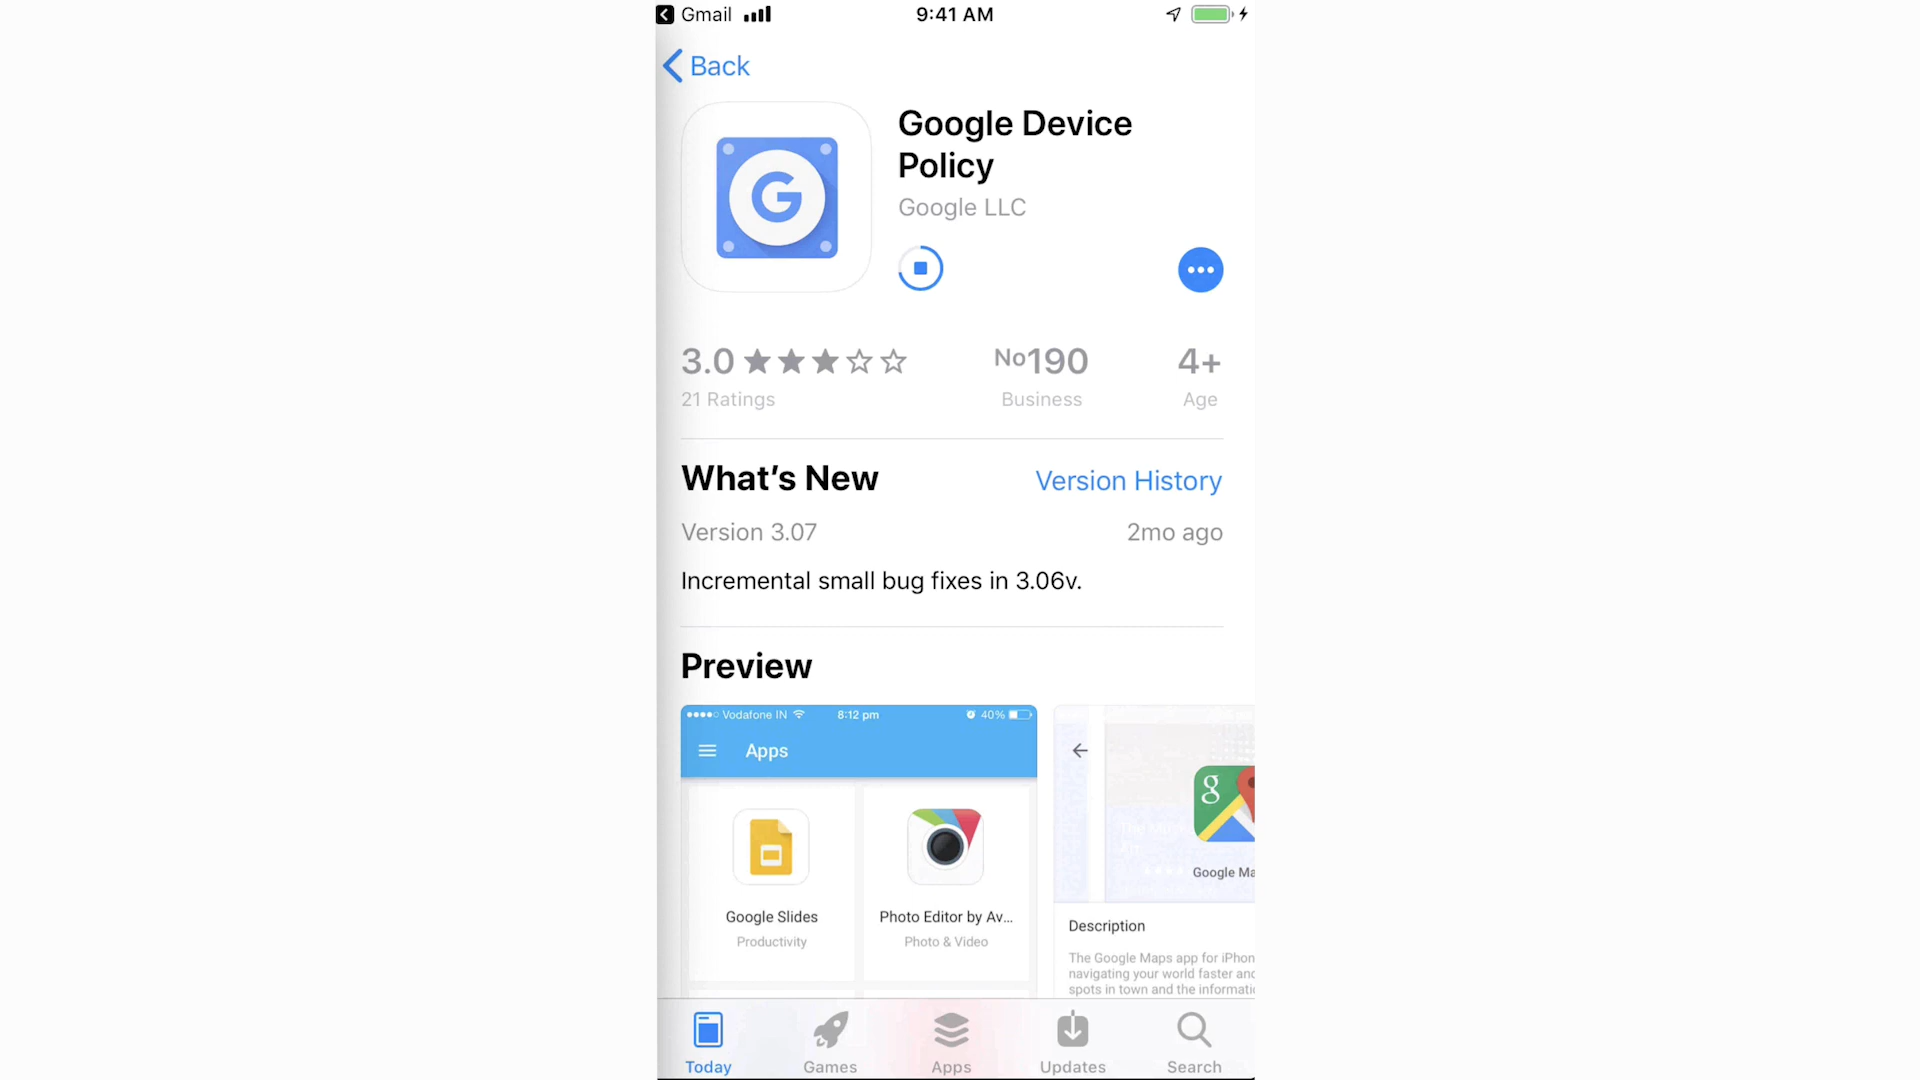 Gmail 9:41 AM
Back
Google Device
Policy
Google LLC
3.0 No190 4+
21 Ratings Business Age
What's New Version History
Version 3.07 2mo ago
Incremental small bug fixes in 3.06v.
Preview
Vodafone IN 8:12 pm 40%
Apps
Google Slides
Productivity
Photo Editor by Av...
Photo & Video
g
Google Ma
Description
The Google Maps app for iPhon
navigating your world faster and
spots in town and the informati
Today Games Apps Updates Search